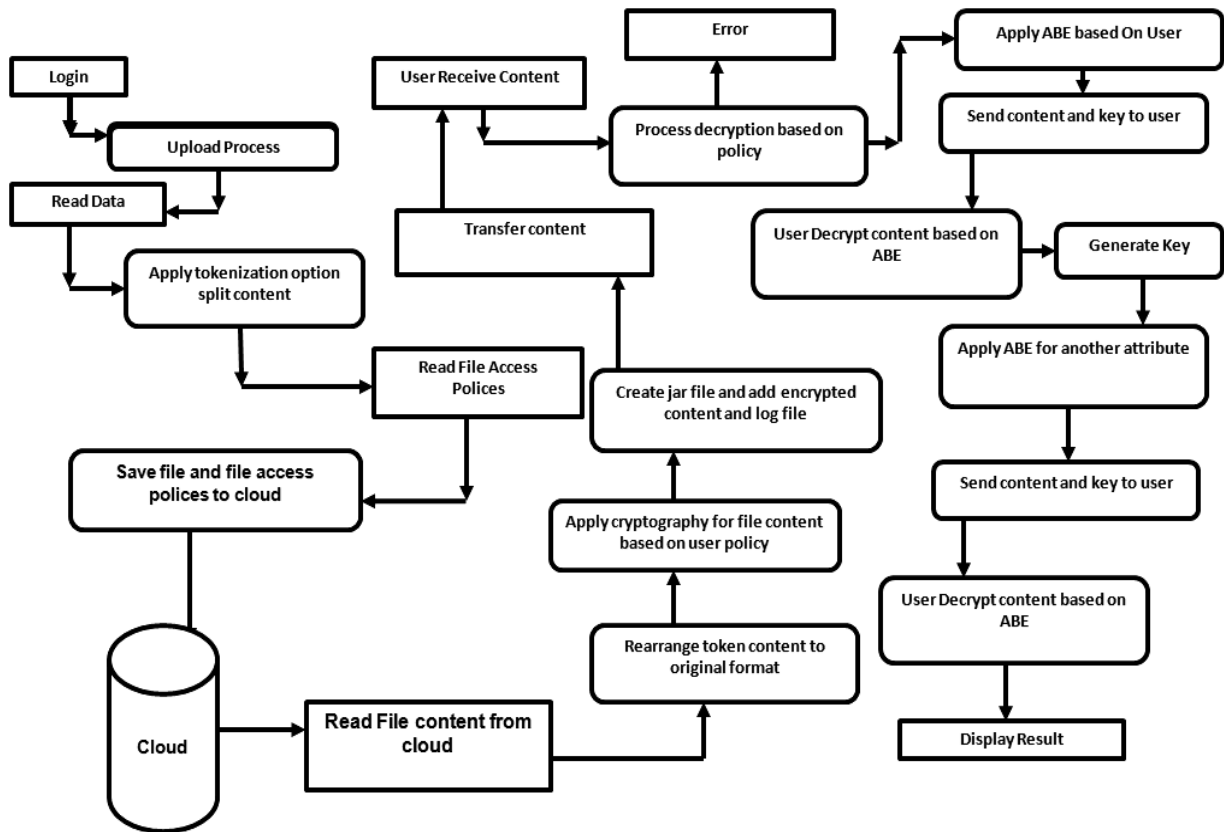 Login
Upload Process
Read Data
Apply tokenization option
split content
Read File Access
Polices
Save file and file access
polices to cloud
Cloud
Read File content from
cloud
Rearrange token content to
original format
Apply cryptography for file content
based on user policy
Create jar file and add encrypted
content and log file
Transfer content
User Receive Content
Process decryption based on
policy
Error
Apply ABE based On User
Send content and key to user
User Decrypt content based on
ABE
Generate Key
Apply ABE for another attribute
Send content and key to user
User Decrypt content based on
ABE
Display Result